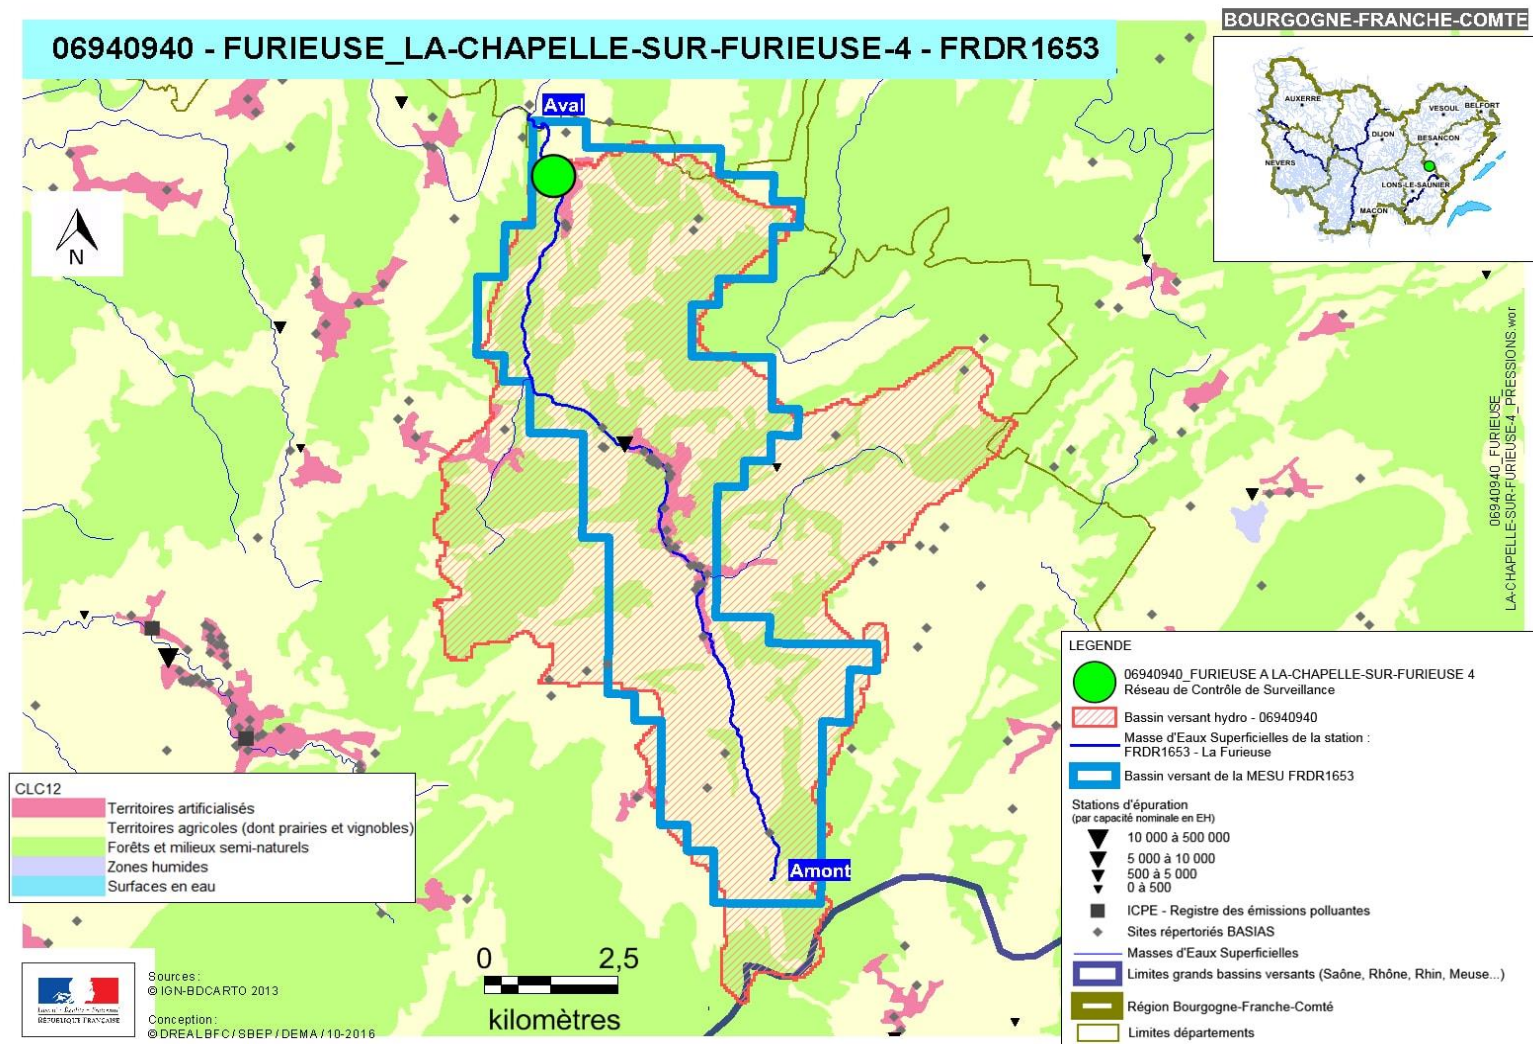 BOURGOGNE-FRANCHE-COMTE
06940940 - FURIEUSE_LA-CHAPELLE-SUR-FURIEUSE-4 - FRDR1653
AUXERRE
VESOUL
BELFORT
DIJON
BESANCON
NEVERS
LONS-LE-SAUNIER
MACON
Aval
N
06940940_FURIEUSE_
LA-CHAPELLE-SUR-FURIEUSE-4_PRESSIONS.wor
Amont
LEGENDE
06940940_FURIEUSE A LA-CHAPELLE-SUR-FURIEUSE 4
Réseau de Contrôle de Surveillance
Bassin versant hydro - 06940940
Masse d'Eaux Superficielles de la station :
FRDR1653 - La Furieuse
Bassin versant de la MESU FRDR1653
Stations d'épuration
(par capacité nominale en EH)
10 000 à 500 000
5 000 à 10 000
500 à 5 000
0 à 500
ICPE - Registre des émissions polluantes
Sites répertoriés BASIAS
Masses d'Eaux Superficielles
Limites grands bassins versants (Saône, Rhône, Rhin, Meuse...)
Région Bourgogne-Franche-Comté
Limites départements
CLC12
Territoires artificialisés
Territoires agricoles (dont prairies et vignobles)
Forêts et milieux semi-naturels
Zones humides
Surfaces en eau
0 2,5
kilomètres
Liberté • Égalité • Fraternité
RÉPUBLIQUE FRANÇAISE
Sources :
© IGN-BDCARTO 2013
Conception :
© DREAL BFC / SBEP / DEMA / 10-2016